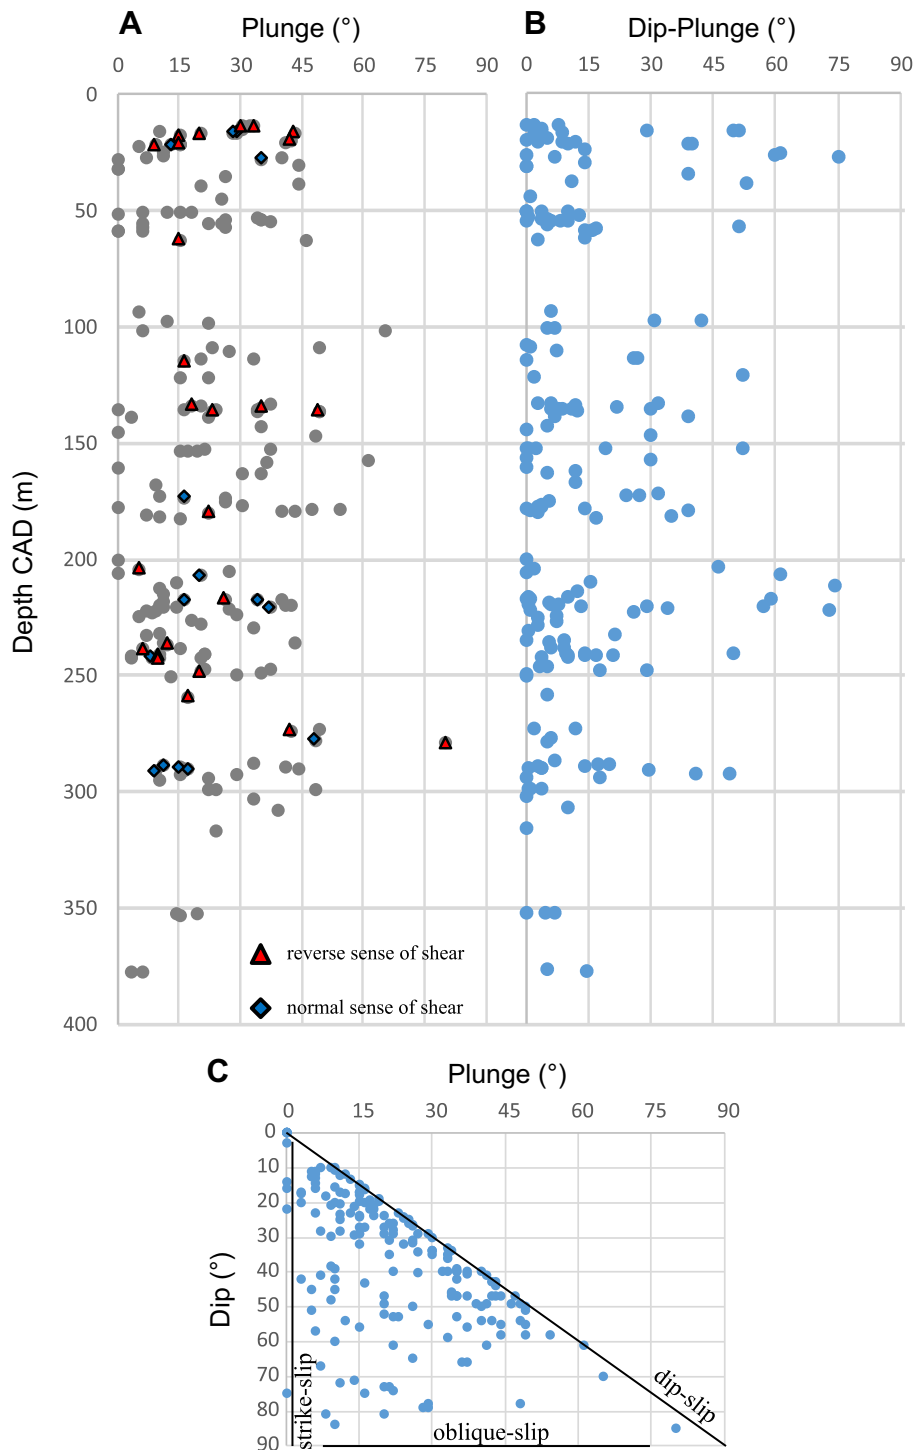 A Plunge (°) B Dip-Plunge (°)
0 15 30 45 60 75 90 0 15 30 45 60 75 90
0
50
100
150
200
250
300
350
400
Depth CAD (m)
reverse sense of shear
normal sense of shear
C Plunge (°)
0 15 30 45 60 75 90
0
10
20
30
40
50
60
70
80
90
Dip (°)
strike-slip
oblique-slip
dip-slip